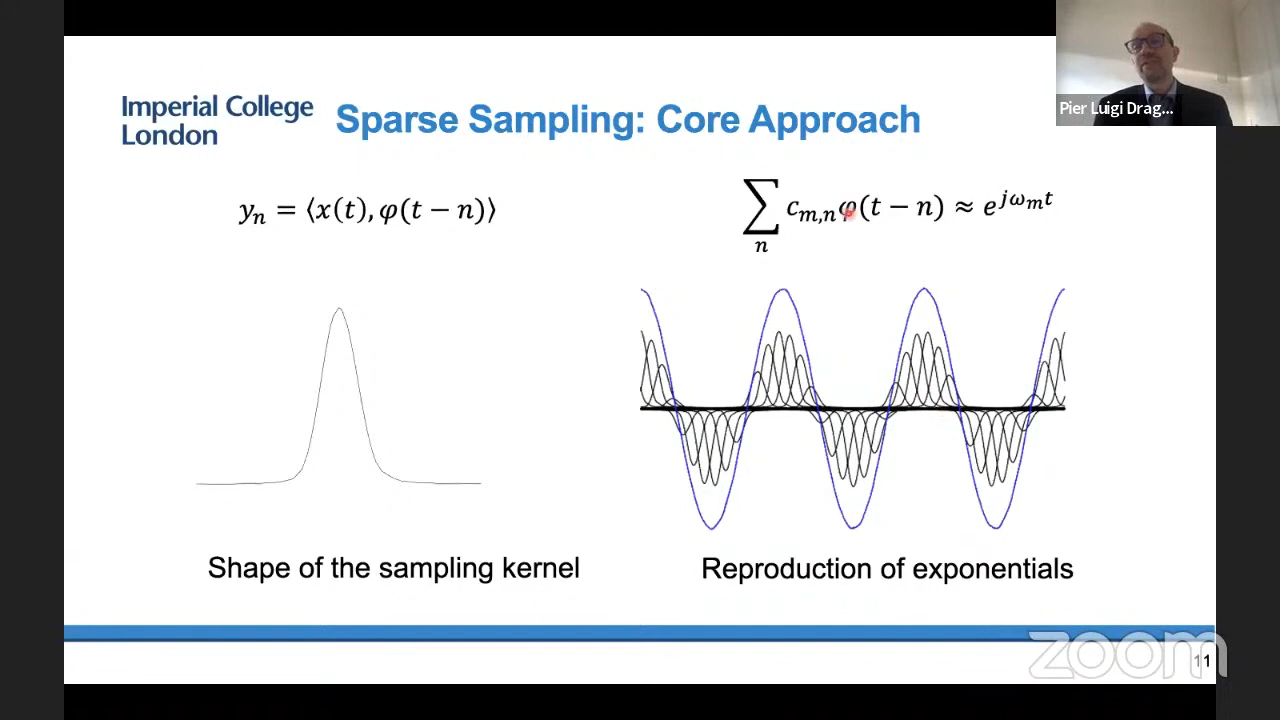 Imperial College
London
Sparse Sampling: Core Approach
Pier Luigi Drag...
yₙ = ⟨x(t), φ(t − n)⟩
∑ₙ c_{m,n}φ(t − n) ≈ e^{jω_m t}
Shape of the sampling kernel
Reproduction of exponentials
zoom
11